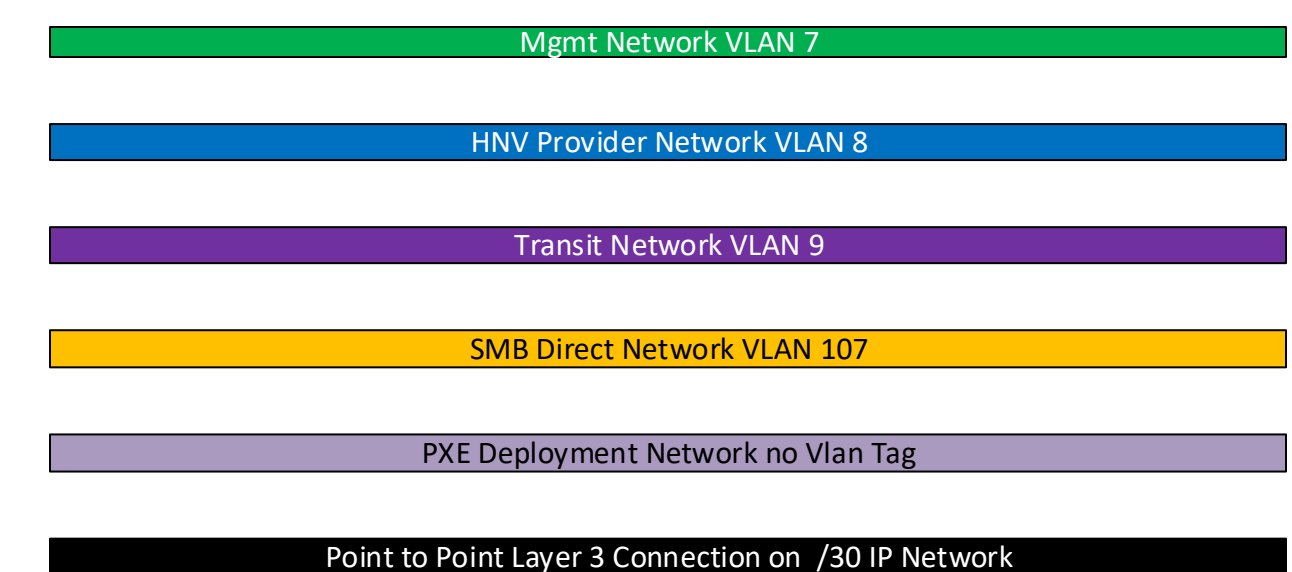 Mgmt Network VLAN 7
HNV Provider Network VLAN 8
Transit Network VLAN 9
SMB Direct Network VLAN 107
PXE Deployment Network no Vlan Tag
Point to Point Layer 3 Connection on  /30 IP Network